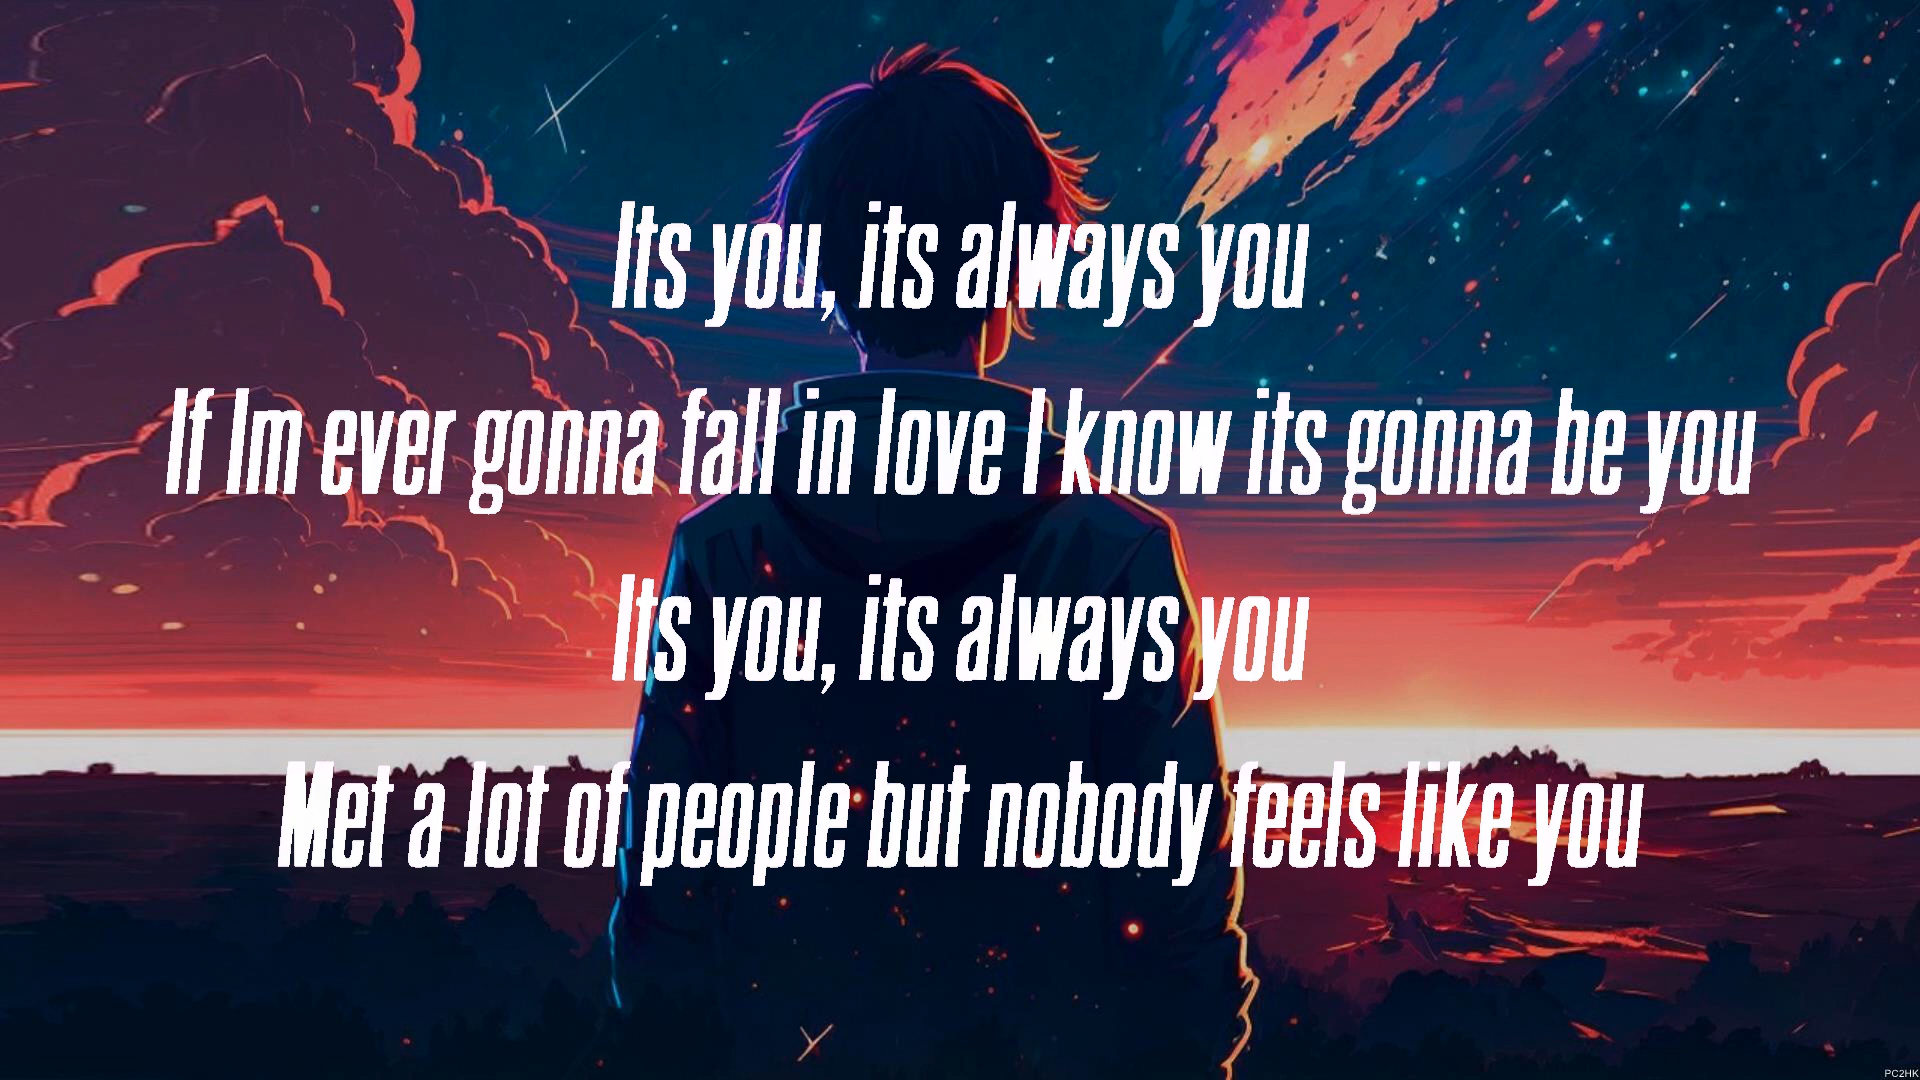 Its you, its always you
If Im ever gonna fall in love I know its gonna be you
Its you, its always you
Met a lot of people but nobody feels like you
PC2HK